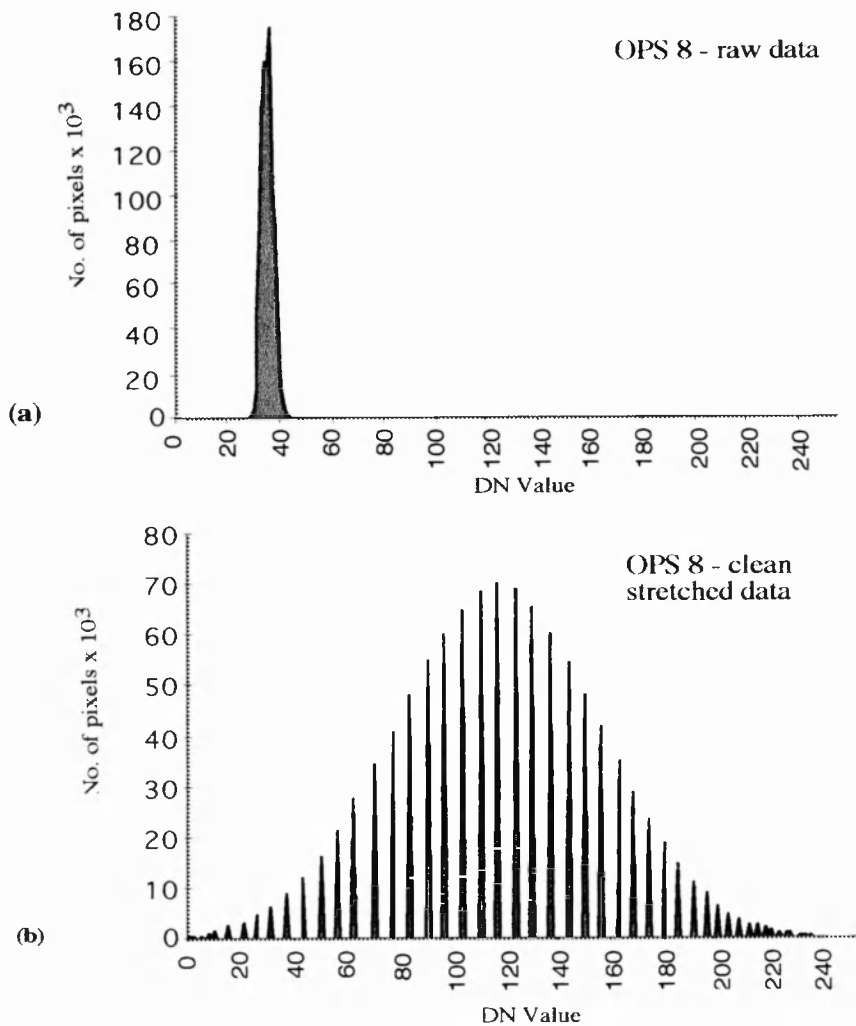 OPS 8 - raw data
No. of pixels x 10³
180
160
140
120
100
80
60
40
20
0
(a)
0 20 40 60 80 100 120 140 160 180 200 220 240
DN Value
OPS 8 - clean
stretched data
No. of pixels x 10³
80
70
60
50
40
30
20
10
0
(b)
0 20 40 60 80 100 120 140 160 180 200 220 240
DN Value